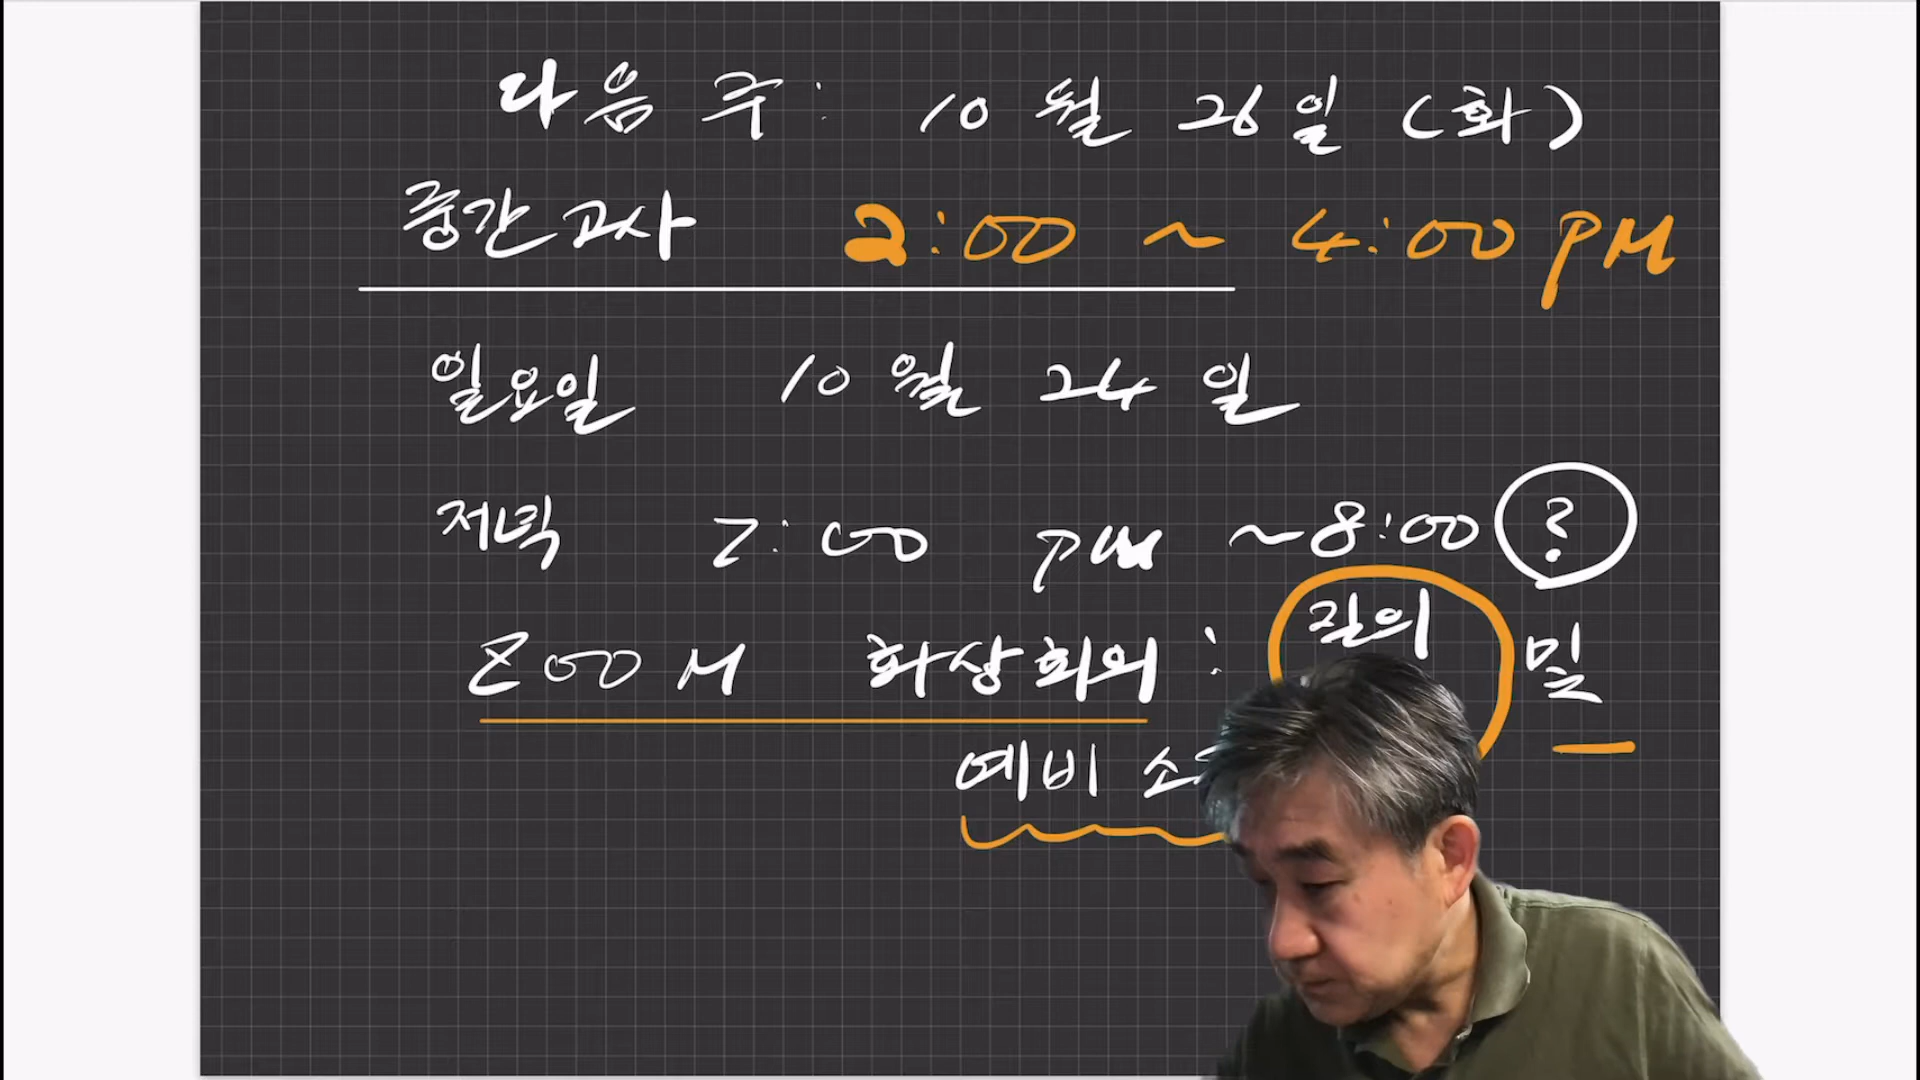 다음 주: 10월 26일 (화)
중간고사 2:00 ~ 4:00 PM
일요일 10월 24일
저녁 7:00 PM ~8:00 ?
ZOOM 화상회의: 질의 및
예비 소